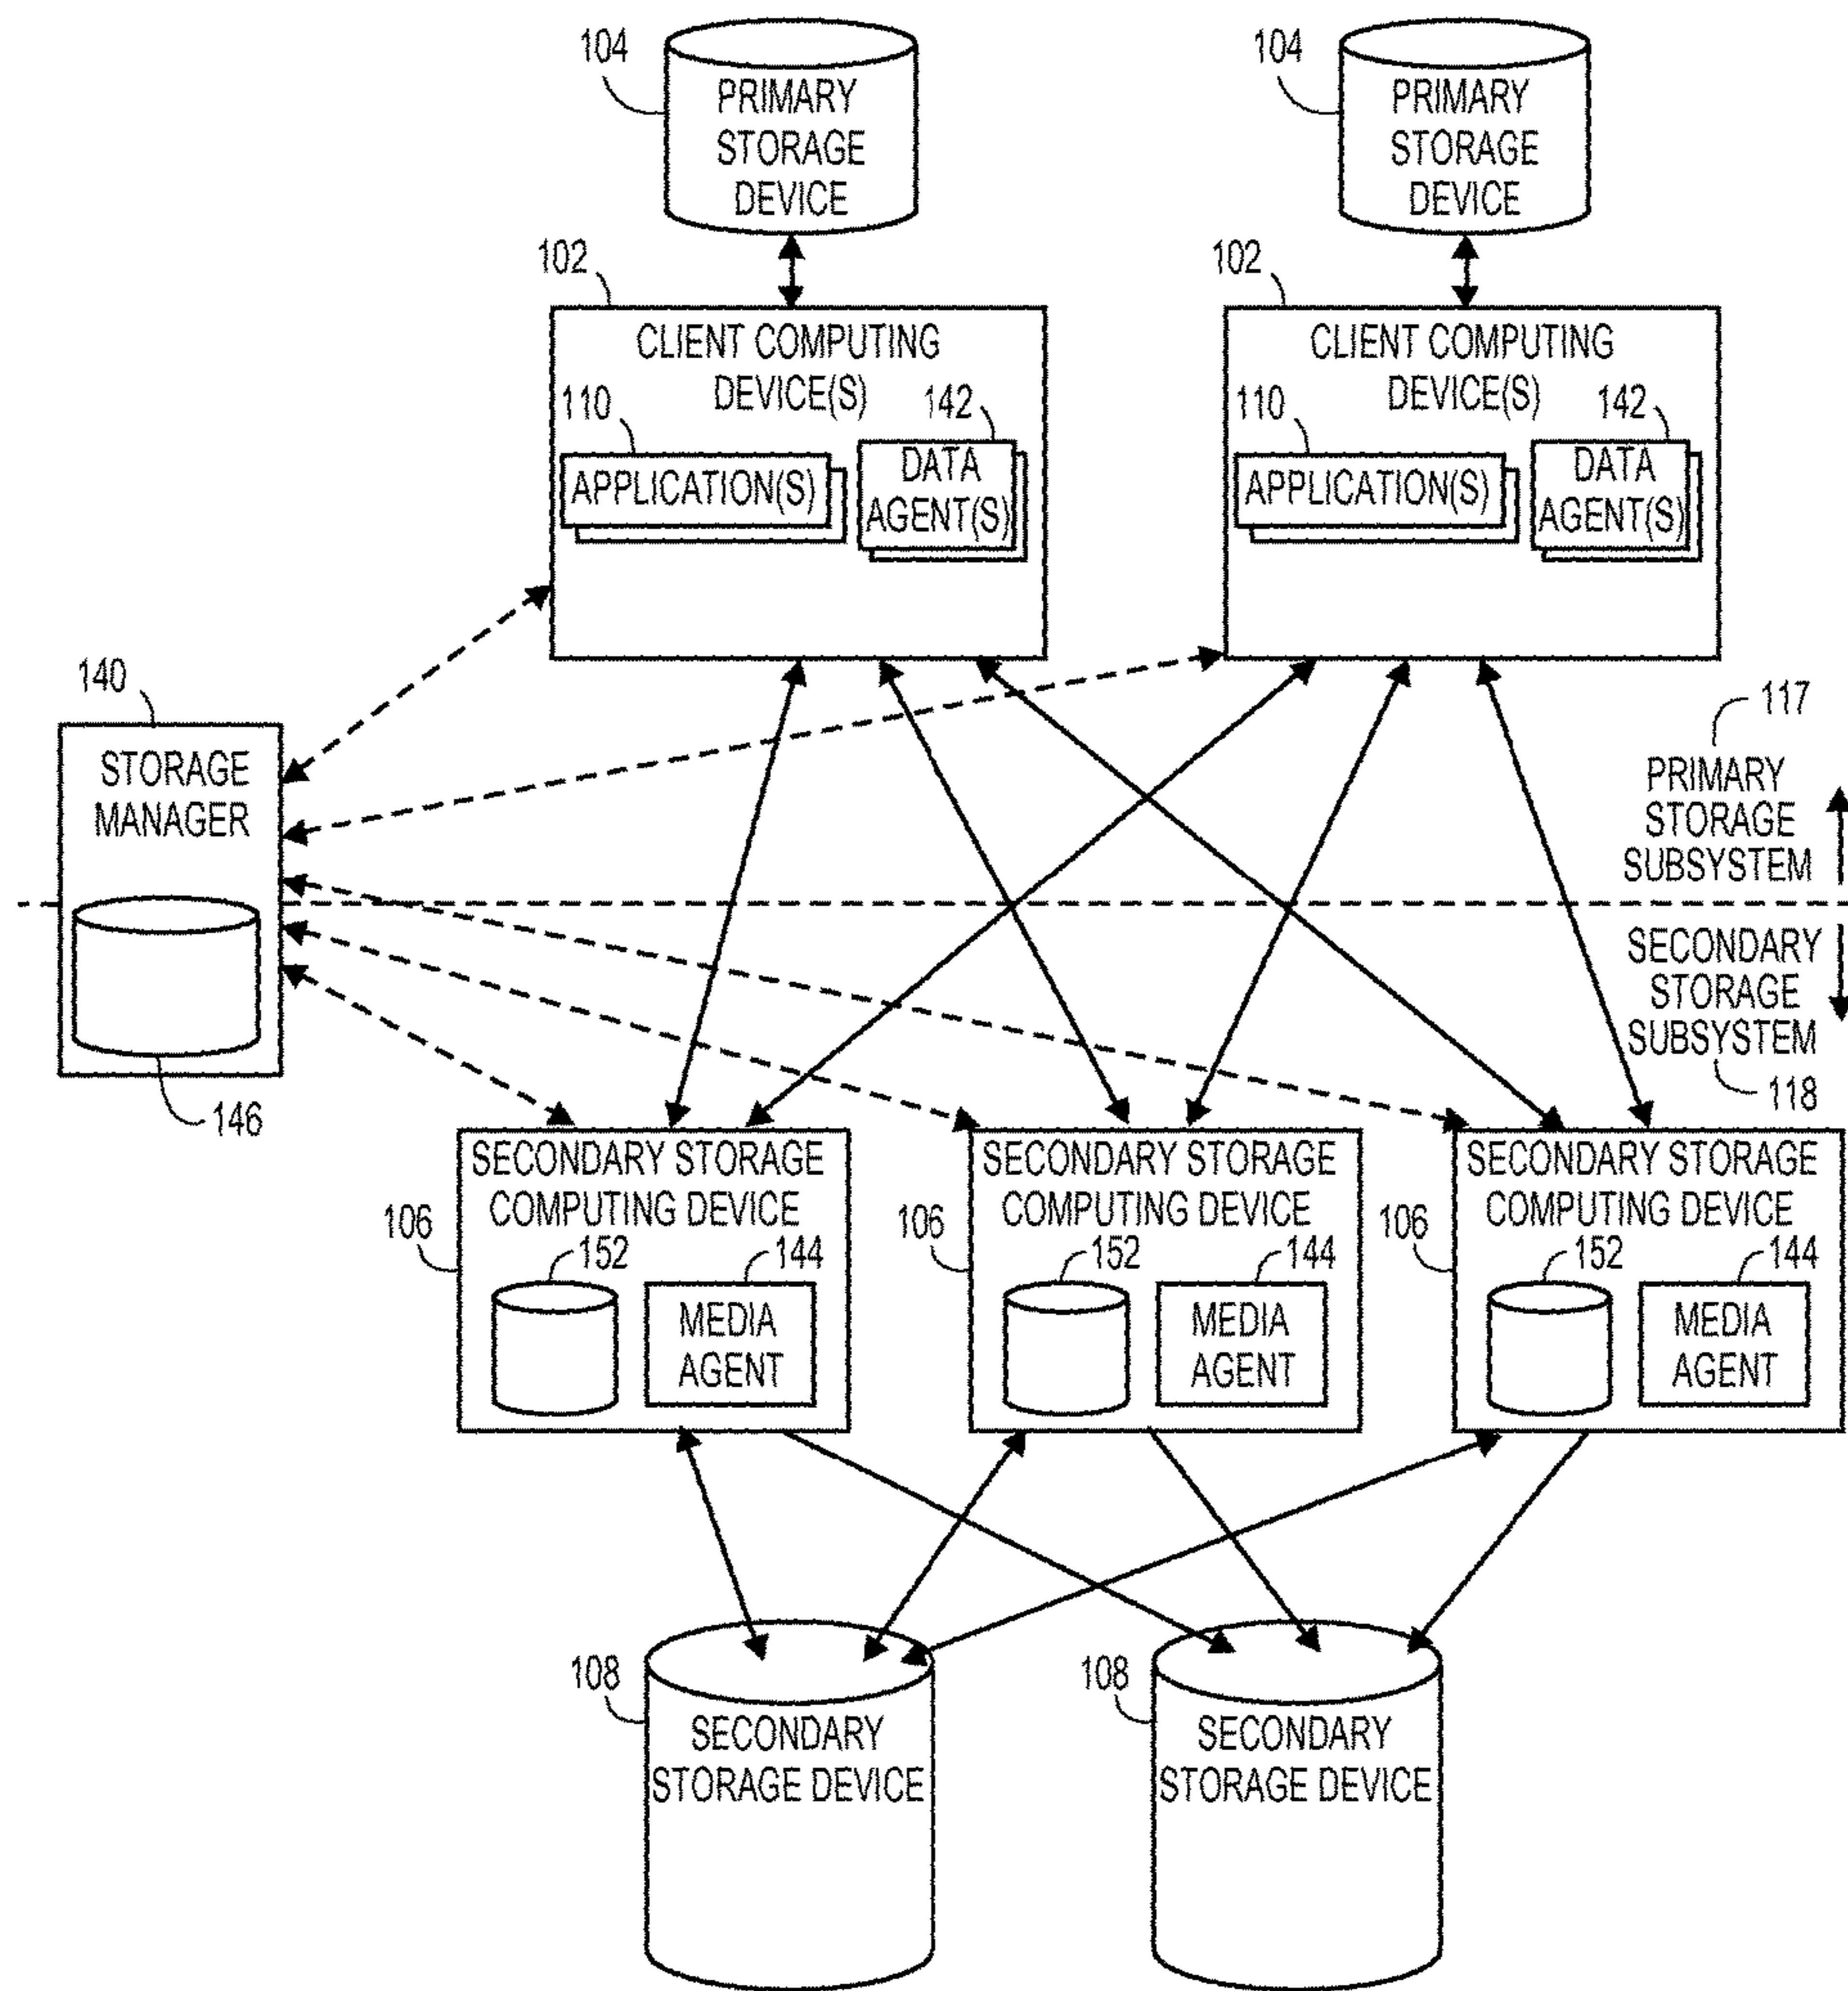 104
PRIMARY
STORAGE
DEVICE
104
PRIMARY
STORAGE
DEVICE
102
CLIENT COMPUTING
DEVICE(S)
110
142
APPLICATION(S)
DATA
AGENT(S)
102
CLIENT COMPUTING
DEVICE(S)
110
142
APPLICATION(S)
DATA
AGENT(S)
140
STORAGE
MANAGER
146
117
PRIMARY
STORAGE
SUBSYSTEM
SECONDARY
STORAGE
SUBSYSTEM
118
SECONDARY STORAGE
COMPUTING DEVICE
106
152
144
MEDIA
AGENT
SECONDARY STORAGE
COMPUTING DEVICE
106
152
144
MEDIA
AGENT
SECONDARY STORAGE
COMPUTING DEVICE
106
152
144
MEDIA
AGENT
108
SECONDARY
STORAGE DEVICE
108
SECONDARY
STORAGE DEVICE